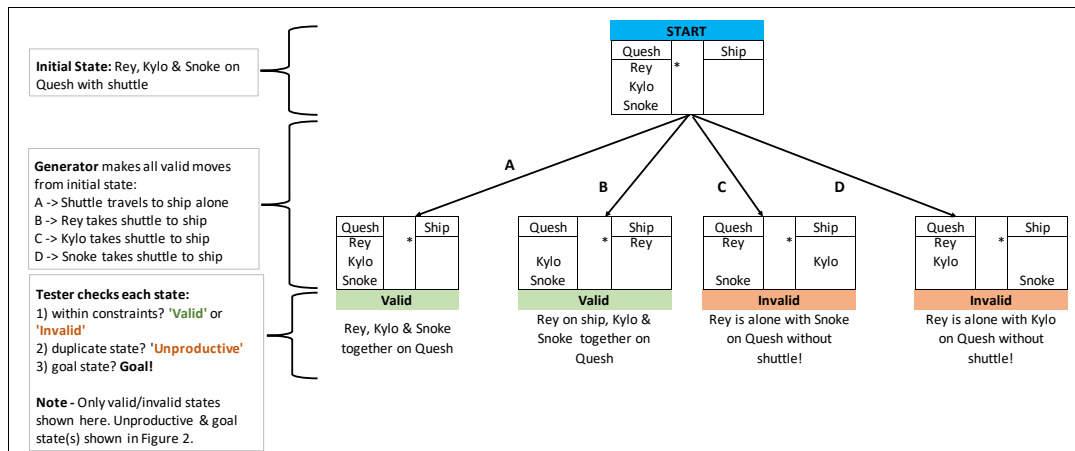 START
Quesh Ship
Rey *
Kylo
Snoke
Initial State: Rey, Kylo & Snoke on
Quesh with shuttle
Generator makes all valid moves
from initial state:
A -> Shuttle travels to ship alone
B -> Rey takes shuttle to ship
C -> Kylo takes shuttle to ship
D -> Snoke takes shuttle to ship
A
B
C
D
Quesh Ship
Rey *
Kylo
Snoke
Valid
Rey, Kylo & Snoke
together on Quesh
Quesh Ship
* Rey
Kylo
Snoke
Valid
Rey on ship, Kylo &
Snoke together on
Quesh
Quesh Ship
Rey *
Kylo
Snoke
Invalid
Rey is alone with Snoke
on Quesh without
shuttle!
Quesh Ship
Rey *
Kylo
Snoke
Invalid
Rey is alone with Kylo
on Quesh without
shuttle!
Tester checks each state:
1) within constraints? 'Valid' or
'Invalid'
2) duplicate state? 'Unproductive'
3) goal state? Goal!
Note - Only valid/invalid states
shown here. Unproductive & goal
state(s) shown in Figure 2.